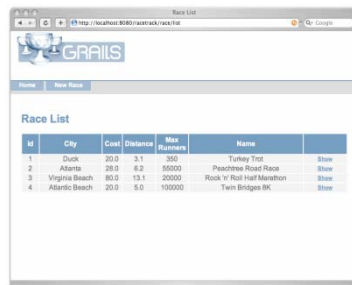 Race List
http://localhost:8080/racetrack/race/list
Google
GRAILS
Home New Race
Race List
Id City Cost Distance Max Runners Name
1 Duck 20.0 3.1 350 Turkey Trot Show
2 Atlanta 28.0 6.2 55000 Peachtree Road Race Show
3 Virginia Beach 80.0 13.1 20000 Rock 'n' Roll Half Marathon Show
4 Atlantic Beach 20.0 5.0 100000 Twin Bridges 8K Show